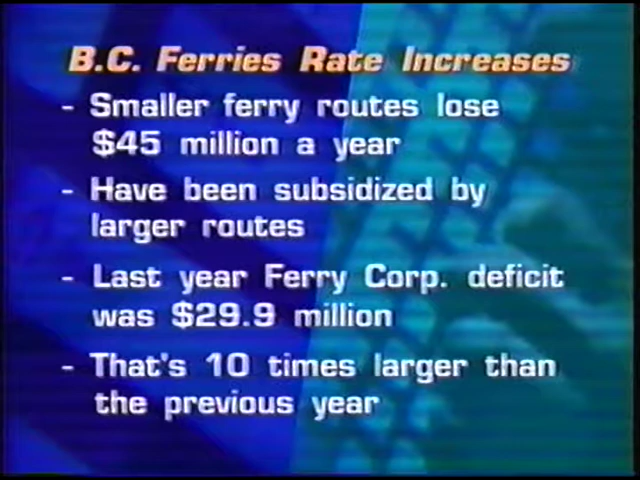 B.C. Ferries Rate Increases
- Smaller ferry routes lose
$45 million a year
- Have been subsidized by
larger routes
- Last year Ferry Corp. deficit
was $29.9 million
- That's 10 times larger than
the previous year